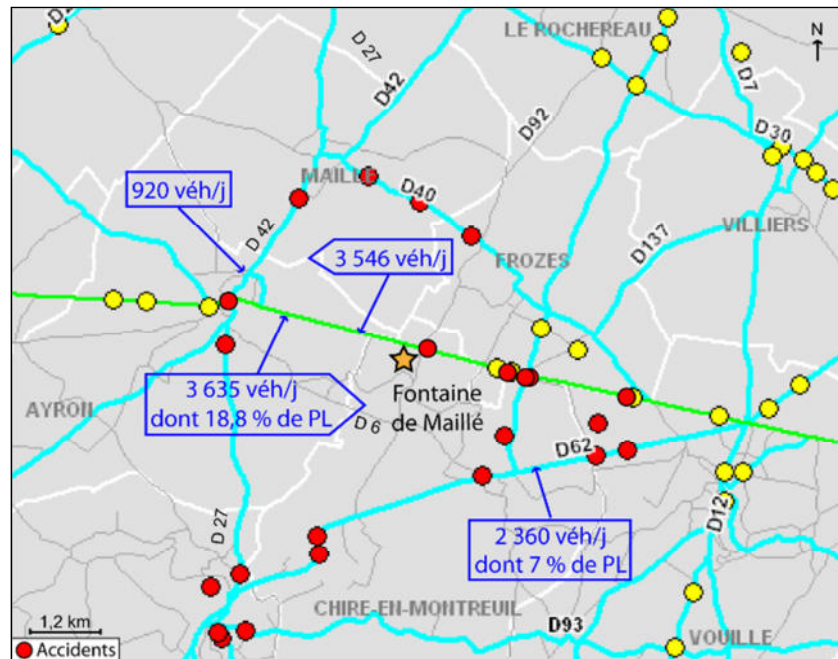 LE ROCHEREAU
N
D 27
D42
D92
D7
D30
920 véh/j
MAILLE
D40
D 42
3 546 véh/j
FROZES
D137
VILLIERS
3 635 véh/j
dont 18,8 % de PL
AYRON
D 6
Fontaine
de Maillé
D62
D 27
2 360 véh/j
dont 7 % de PL
D12
1,2 km
CHIRE-EN-MONTREUIL
D93
VOUILLE
Accidents